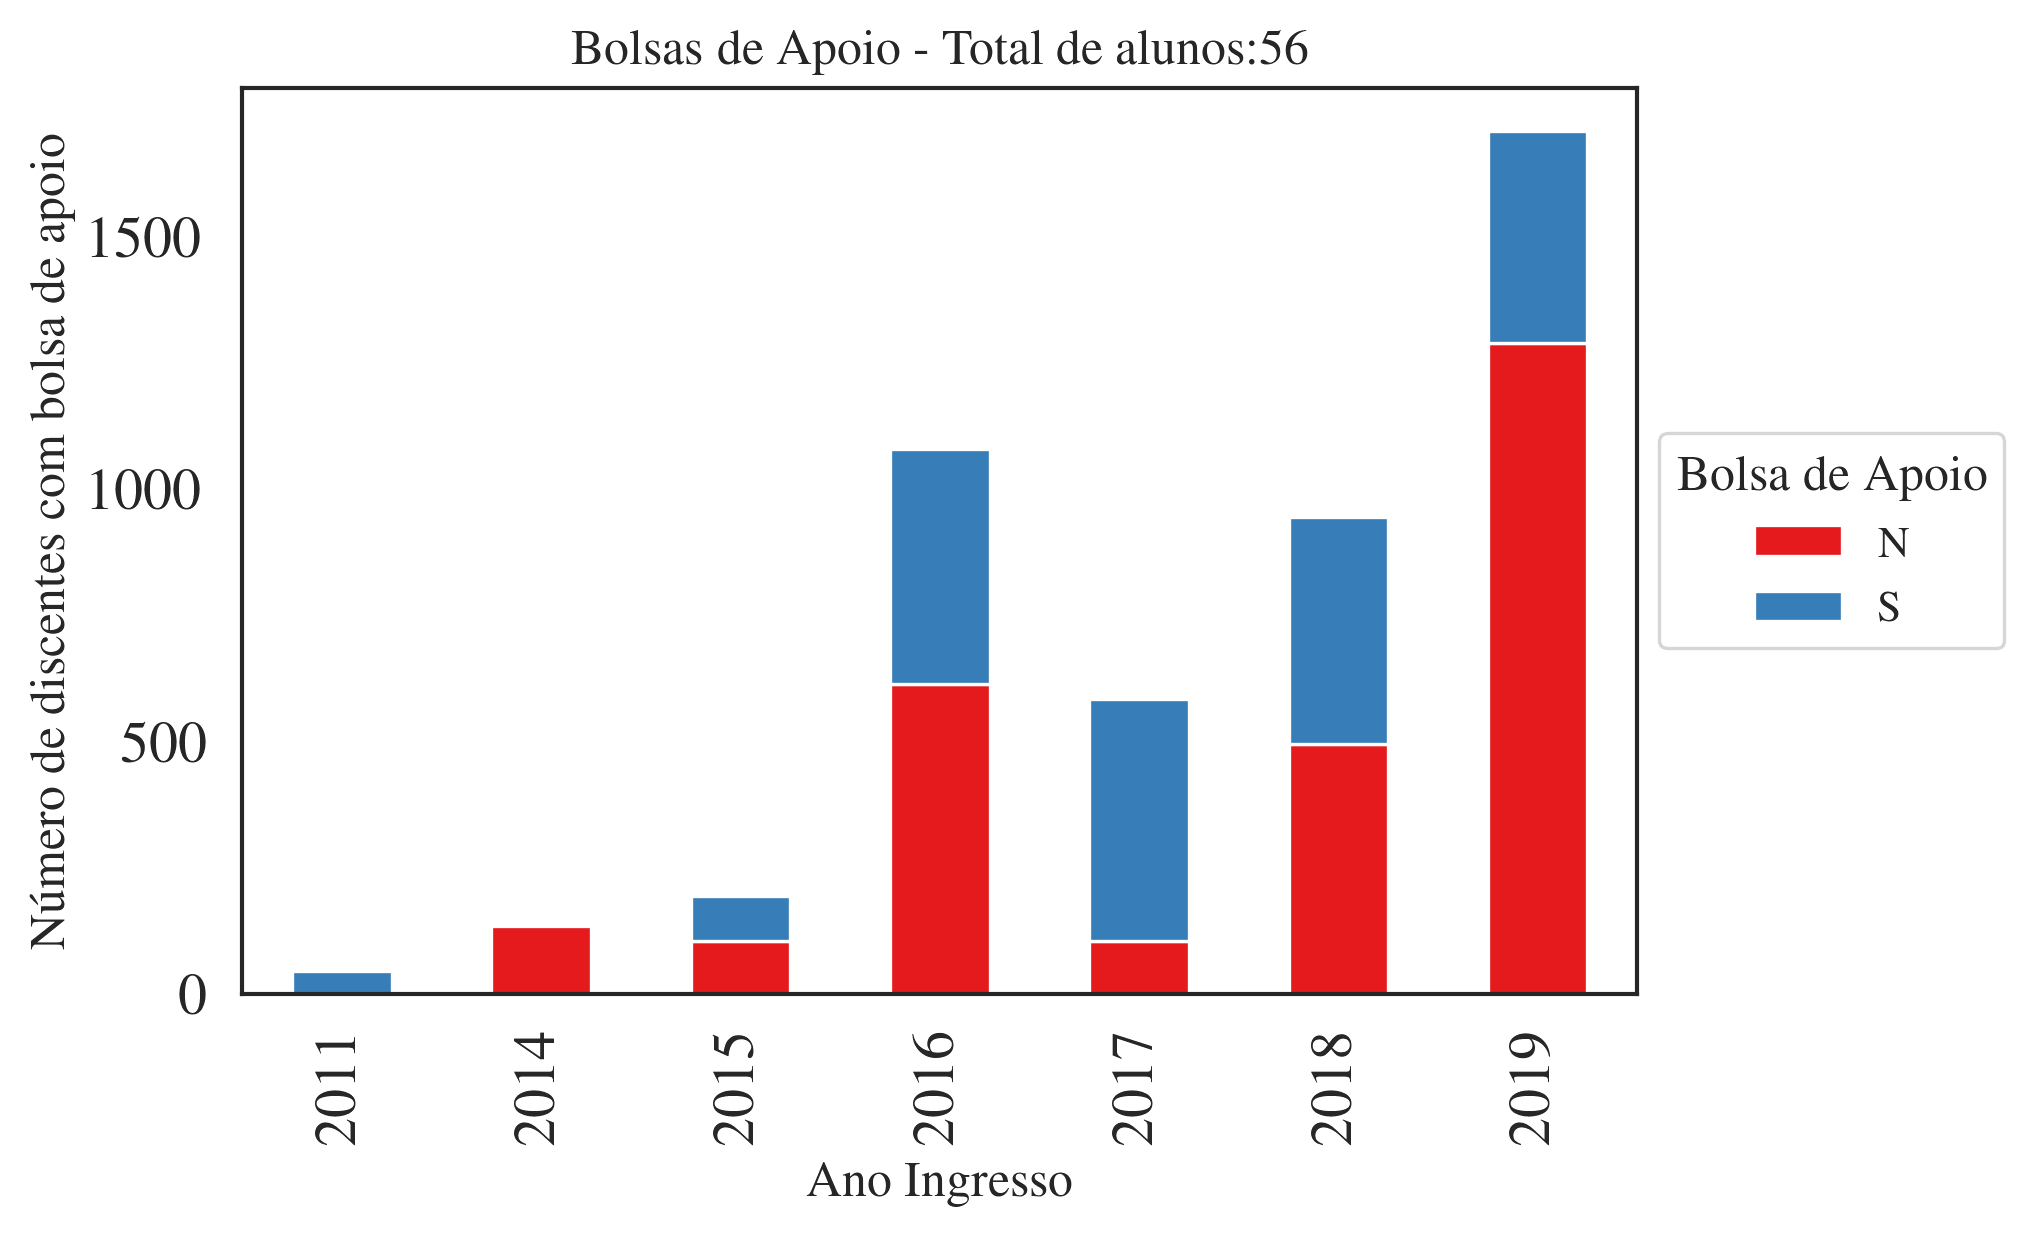 Bolsas de Apoio - Total de alunos:56
Número de discentes com bolsa de apoio
1500
1000
500
0
2011
2014
2015
2016
2017
2018
2019
Ano Ingresso
Bolsa de Apoio
N
S